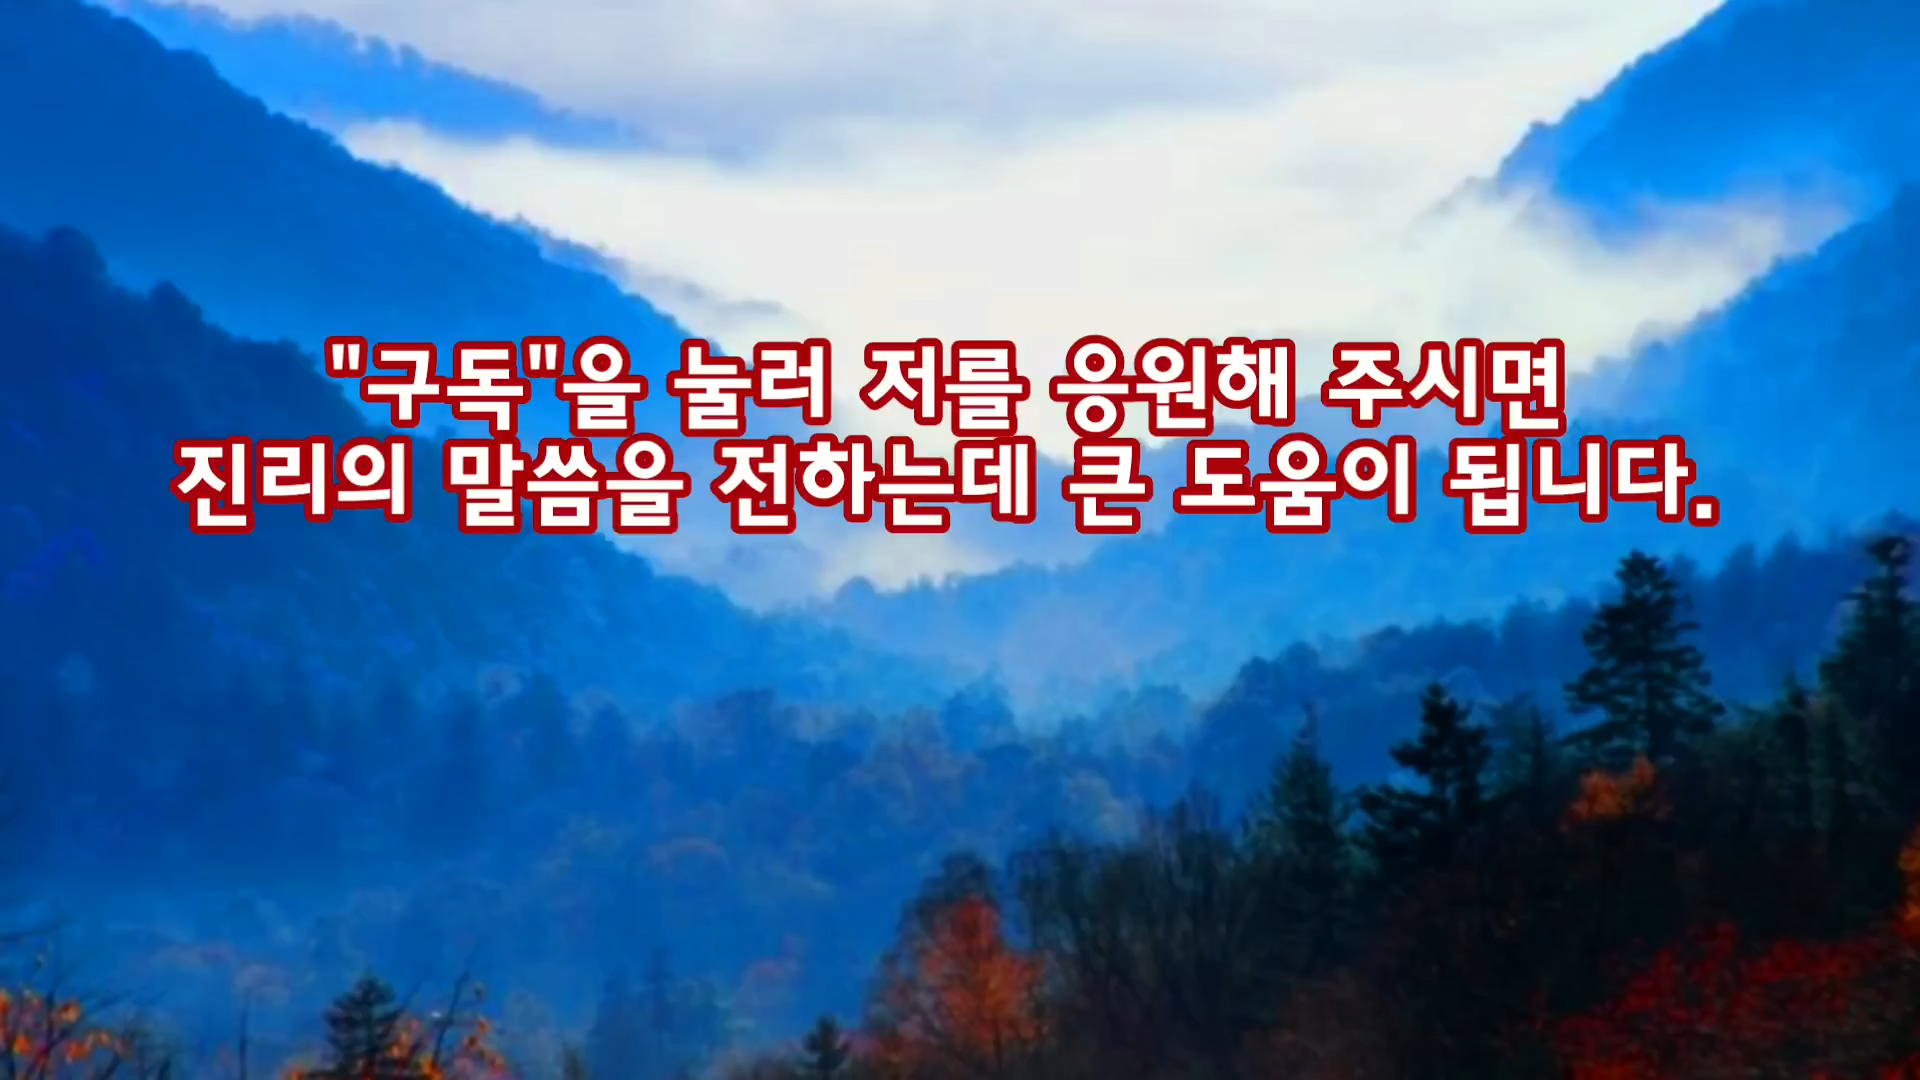 "구독"을 눌러 저를 응원해 주시면
진리의 말씀을 전하는데 큰 도움이 됩니다.